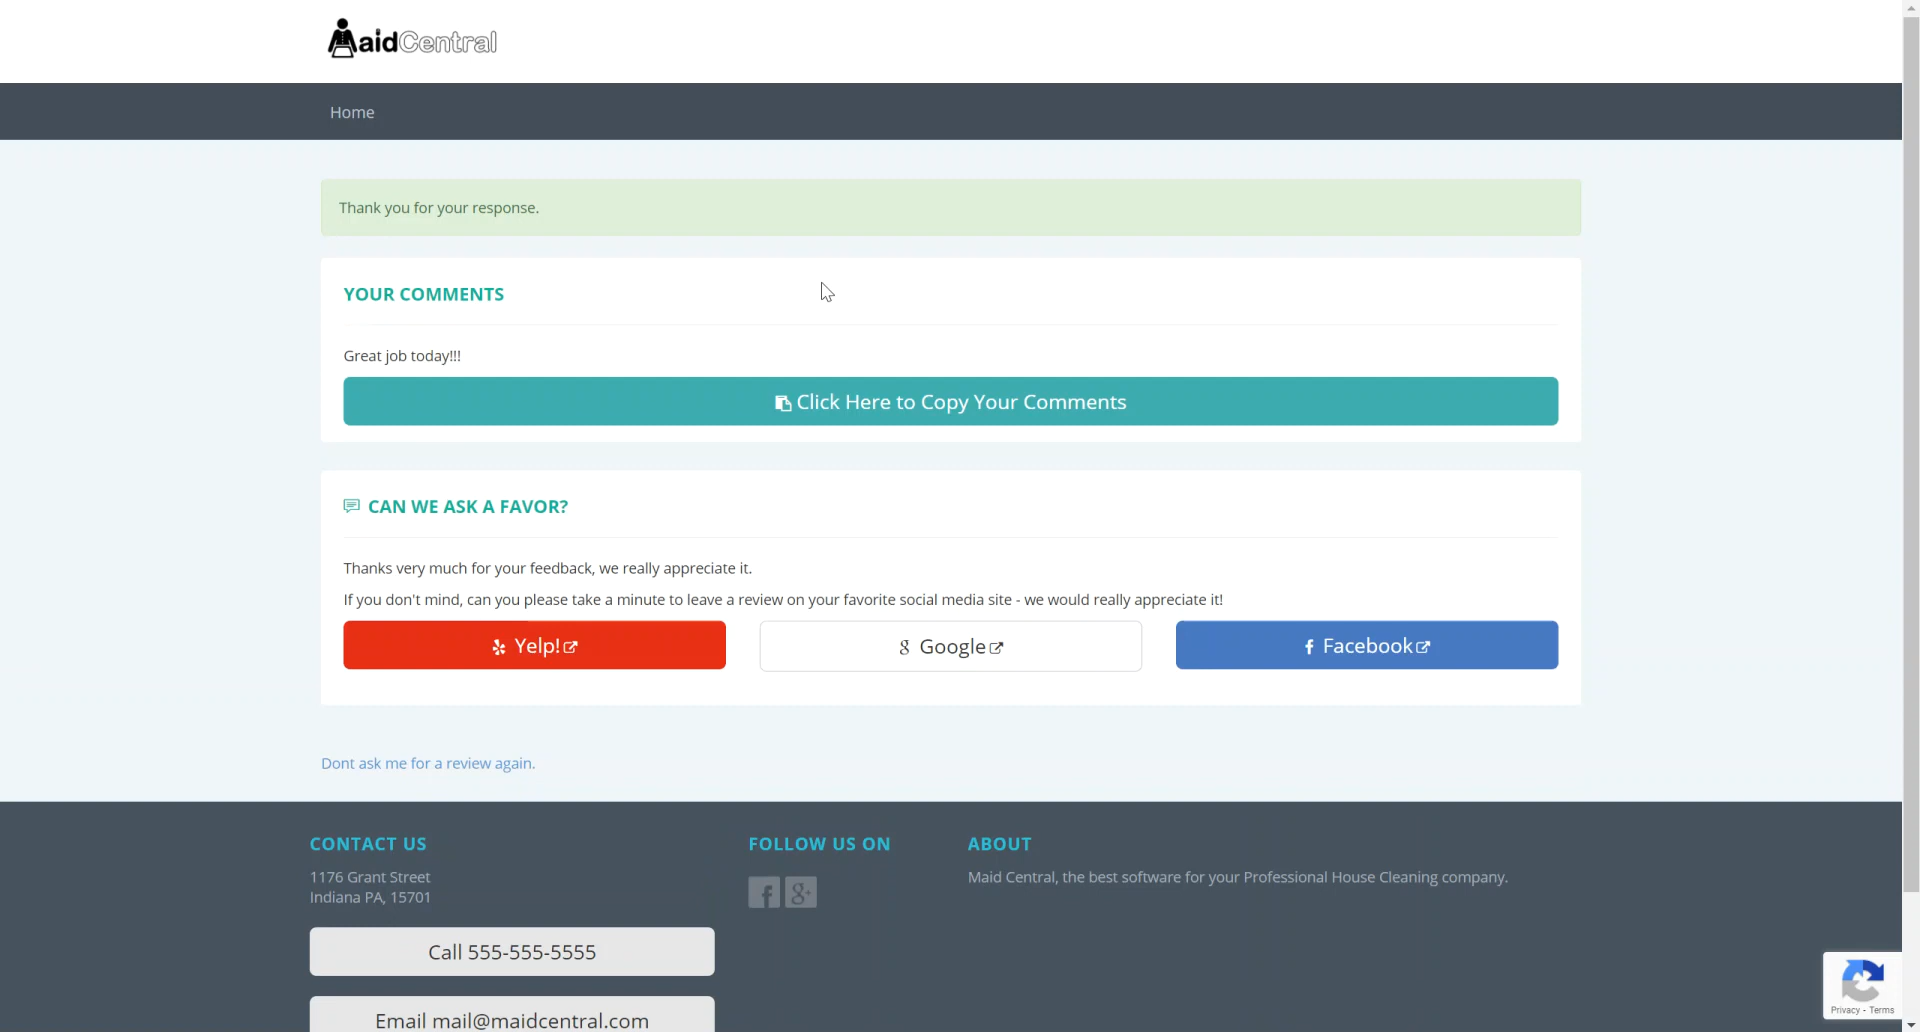 MaidCentral
Home
Thank you for your response.
YOUR COMMENTS
Great job today!!!
Click Here to Copy Your Comments
CAN WE ASK A FAVOR?
Thanks very much for your feedback, we really appreciate it.
If you don't mind, can you please take a minute to leave a review on your favorite social media site - we would really appreciate it!
Yelp!
Google
Facebook
Dont ask me for a review again.
CONTACT US
1176 Grant Street
Indiana PA, 15701
Call 555-555-5555
Email mail@maidcentral.com
FOLLOW US ON
ABOUT
Maid Central, the best software for your Professional House Cleaning company.
Privacy - Terms